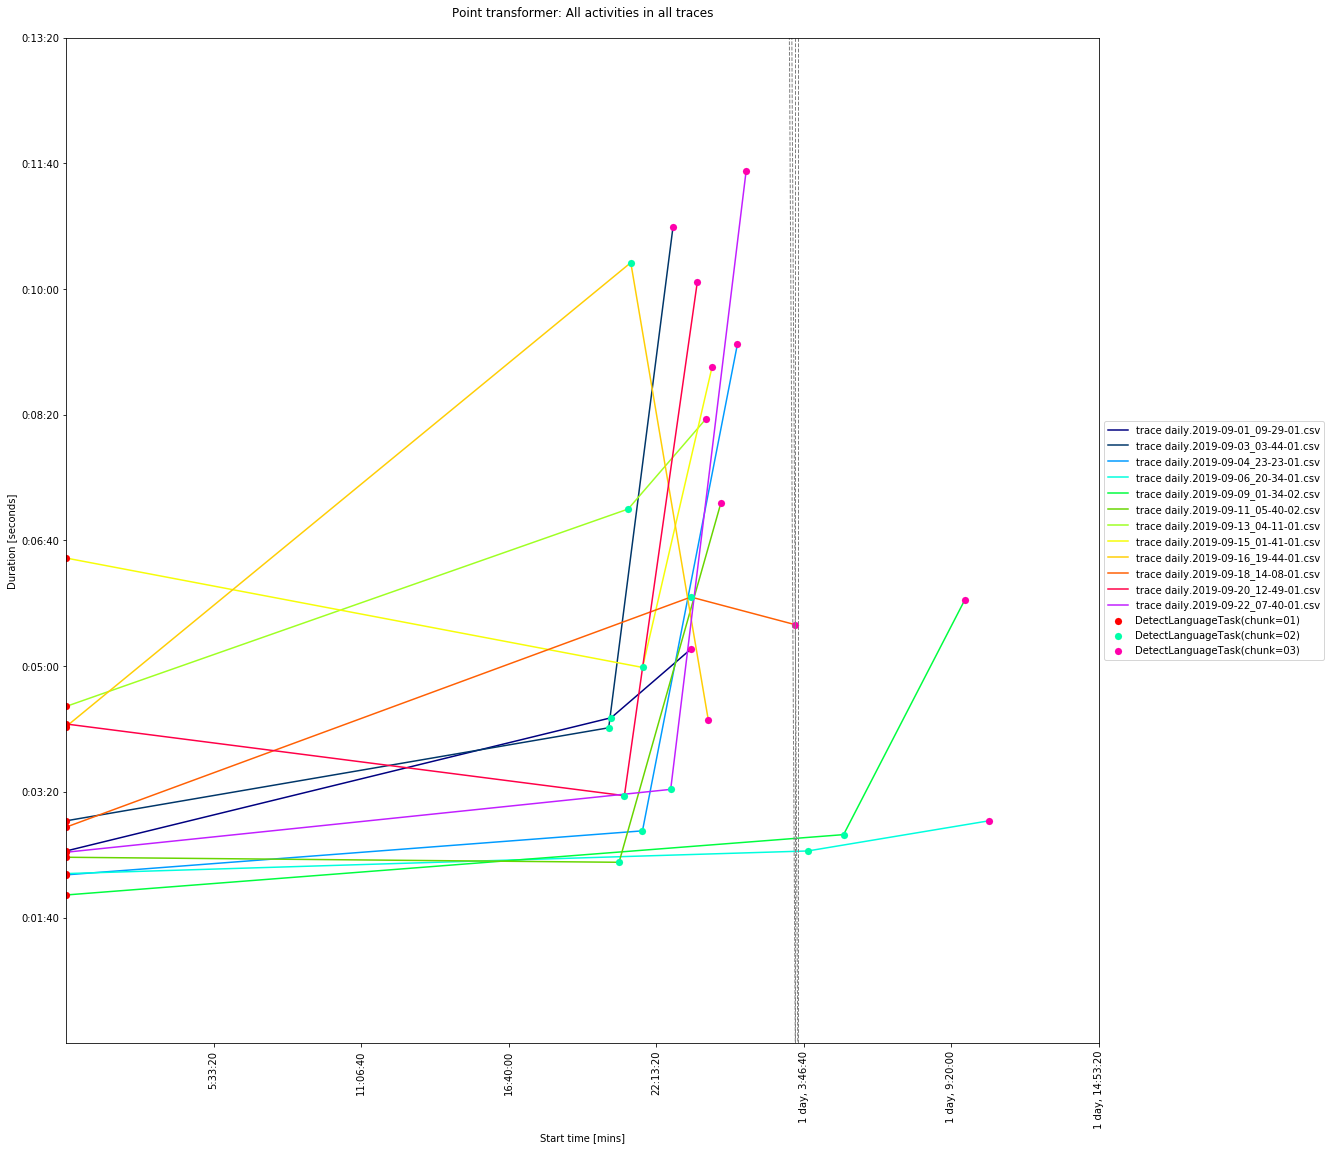 Point transformer: All activities in all traces
0:13:20
0:11:40
0:10:00
0:08:20
0:06:40
0:05:00
0:03:20
0:01:40
Duration [seconds]
5:33:20
11:06:40
16:40:00
22:13:20
1 day, 3:46:40
1 day, 9:20:00
1 day, 14:53:20
Start time [mins]
trace daily.2019-09-01_09-29-01.csv
trace daily.2019-09-03_03-44-01.csv
trace daily.2019-09-04_23-23-01.csv
trace daily.2019-09-06_20-34-01.csv
trace daily.2019-09-09_01-34-02.csv
trace daily.2019-09-11_05-40-02.csv
trace daily.2019-09-13_04-11-01.csv
trace daily.2019-09-15_01-41-01.csv
trace daily.2019-09-16_19-44-01.csv
trace daily.2019-09-18_14-08-01.csv
trace daily.2019-09-20_12-49-01.csv
trace daily.2019-09-22_07-40-01.csv
DetectLanguageTask(chunk=01)
DetectLanguageTask(chunk=02)
DetectLanguageTask(chunk=03)